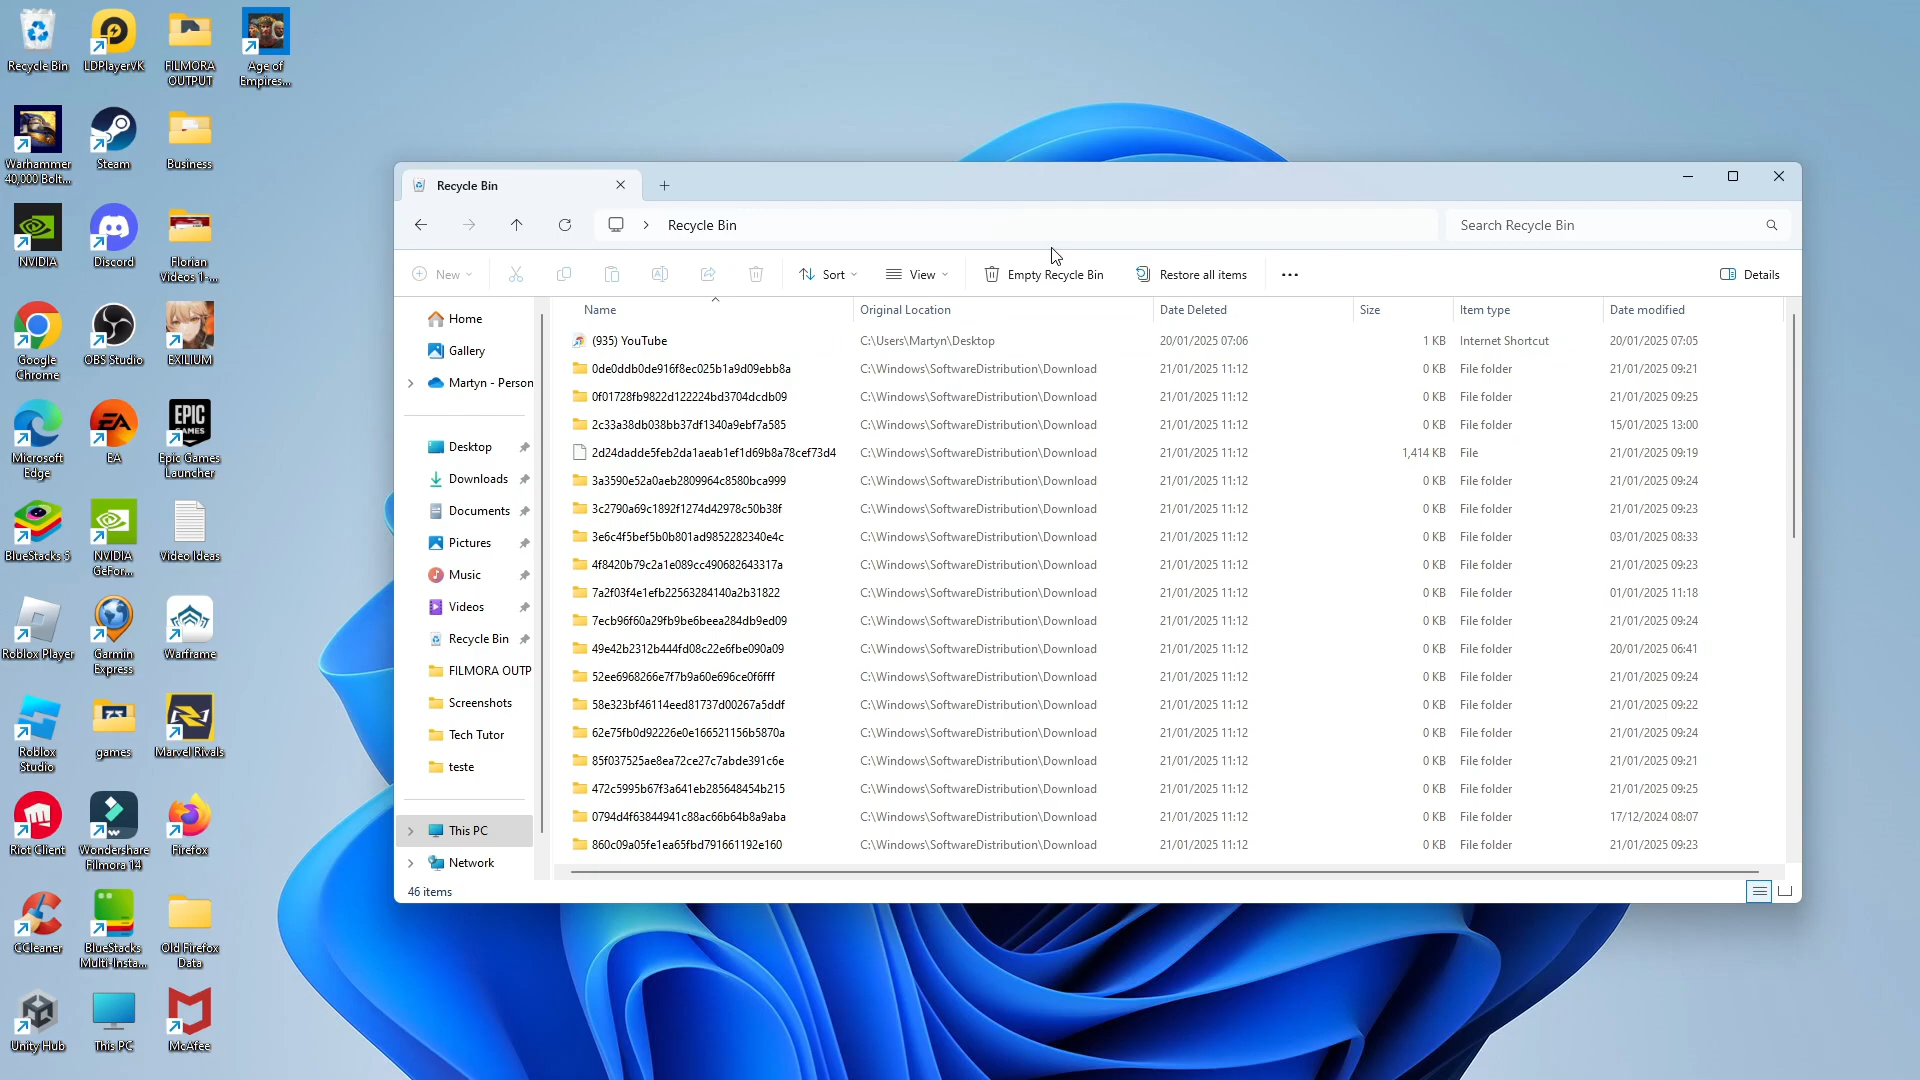 Recycle Bin
LDPlayerVK
FILMORA
OUTPUT
Age of
Empires...
Warhammer
40,000 Bolt...
Steam
Business
NVIDIA
Discord
Florian
Videos 1-...
Google
Chrome
OBS Studio
EXILIUM
Microsoft
Edge
EA
EPIC
GAMES
Epic Games
Launcher
BlueStacks 5
NVIDIA
GeFor...
Video Ideas
Roblox Player
Garmin
Express
Warframe
Roblox
Studio
games
Marvel Rivals
Riot Client
Wondershare
Filmora 14
Firefox
CCleaner
BlueStacks
Multi-Insta...
Old Firefox
Data
Unity Hub
This PC
McAfee
Recycle Bin
Recycle Bin
Search Recycle Bin
New
Sort
View
Empty Recycle Bin
Restore all items
Details
Home
Gallery
Martyn - Person
Desktop
Downloads
Documents
Pictures
Music
Videos
Recycle Bin
FILMORA OUTP
Screenshots
Tech Tutor
teste
This PC
Network
Name Original Location Date Deleted Size Item type Date modified
(935) YouTube C:\Users\Martyn\Desktop 20/01/2025 07:06 1 KB Internet Shortcut 20/01/2025 07:05
0de0ddb0de916f8ec025b1a9d09ebb8a C:\Windows\SoftwareDistribution\Download 21/01/2025 11:12 0 KB File folder 21/01/2025 09:21
0f01728fb9822d122224bd3704dcdb09 C:\Windows\SoftwareDistribution\Download 21/01/2025 11:12 0 KB File folder 21/01/2025 09:25
2c33a38db038bb37df1340a9ebf7a585 C:\Windows\SoftwareDistribution\Download 21/01/2025 11:12 0 KB File folder 15/01/2025 13:00
2d24dadde5feb2da1aeab1ef1d69b8a78cef73d4 C:\Windows\SoftwareDistribution\Download 21/01/2025 11:12 1,414 KB File 21/01/2025 09:19
3a3590e52a0aeb2809964c8580bca999 C:\Windows\SoftwareDistribution\Download 21/01/2025 11:12 0 KB File folder 21/01/2025 09:24
3c2790a69c1892f1274d42978c50b38f C:\Windows\SoftwareDistribution\Download 21/01/2025 11:12 0 KB File folder 21/01/2025 09:23
3e6c4f5bef5b0b801ad9852282340e4c C:\Windows\SoftwareDistribution\Download 21/01/2025 11:12 0 KB File folder 03/01/2025 08:33
4f8420b79c2a1e089cc490682643317a C:\Windows\SoftwareDistribution\Download 21/01/2025 11:12 0 KB File folder 21/01/2025 09:23
7a2f03f4e1efb22563284140a2b31822 C:\Windows\SoftwareDistribution\Download 21/01/2025 11:12 0 KB File folder 01/01/2025 11:18
7ecb96f60a29fb9be6beea284db9ed09 C:\Windows\SoftwareDistribution\Download 21/01/2025 11:12 0 KB File folder 21/01/2025 09:24
49e42b2312b444fd08c22e6fbe090a09 C:\Windows\SoftwareDistribution\Download 21/01/2025 11:12 0 KB File folder 20/01/2025 06:41
52ee6968266e7f7b9a60e696ce0f6fff C:\Windows\SoftwareDistribution\Download 21/01/2025 11:12 0 KB File folder 21/01/2025 09:24
58e323bf46114eed81737d00267a5ddf C:\Windows\SoftwareDistribution\Download 21/01/2025 11:12 0 KB File folder 21/01/2025 09:22
62e75fb0d92226e0e166521156b5870a C:\Windows\SoftwareDistribution\Download 21/01/2025 11:12 0 KB File folder 21/01/2025 09:24
85f037525ae8ea72ce27c7abde391c6e C:\Windows\SoftwareDistribution\Download 21/01/2025 11:12 0 KB File folder 21/01/2025 09:21
472c5995b67f3a641eb285648454b215 C:\Windows\SoftwareDistribution\Download 21/01/2025 11:12 0 KB File folder 21/01/2025 09:25
0794d4f63844941c88ac66b64b8a9aba C:\Windows\SoftwareDistribution\Download 21/01/2025 11:12 0 KB File folder 17/12/2024 08:07
860c09a05fe1ea65fbd791661192e160 C:\Windows\SoftwareDistribution\Download 21/01/2025 11:12 0 KB File folder 21/01/2025 09:23
46 items